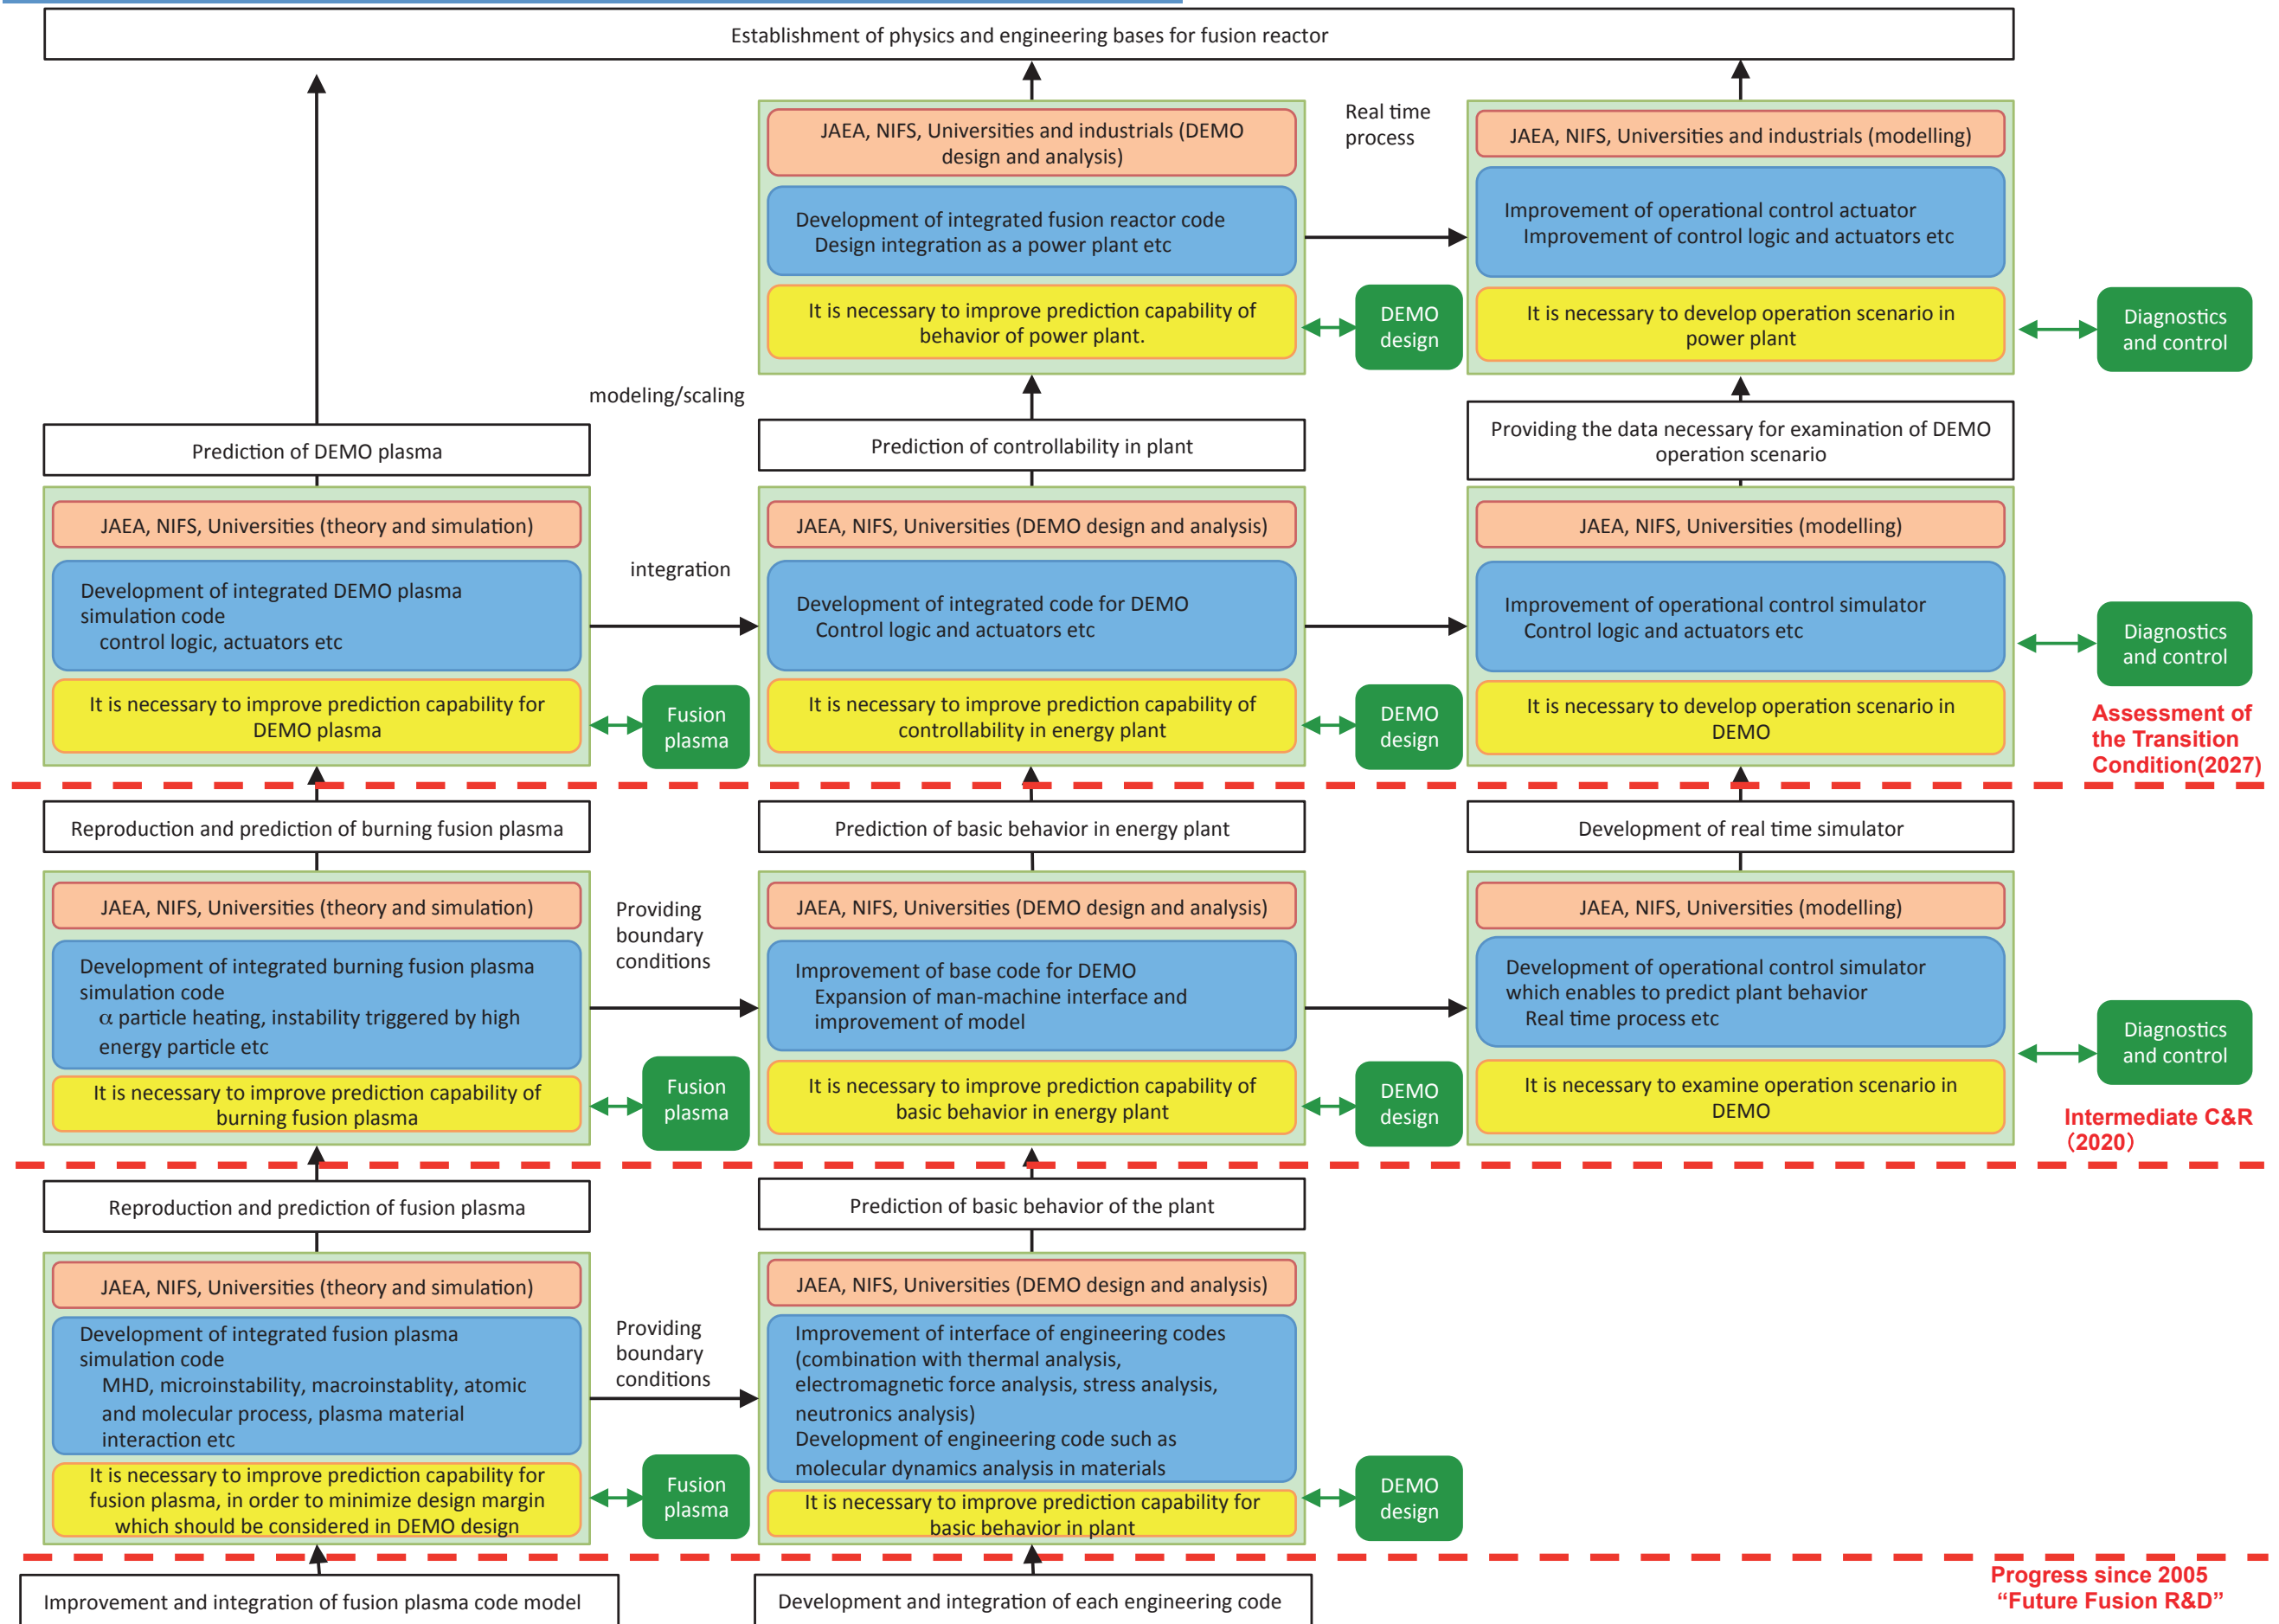 Establishment of physics and engineering bases for fusion reactor
JAEA, NIFS, Universities and industrials (DEMO
design and analysis)
Development of integrated fusion reactor code
Design integration as a power plant etc
It is necessary to improve prediction capability of
behavior of power plant.
DEMO
design
Real time
process
JAEA, NIFS, Universities and industrials (modelling)
Improvement of operational control actuator
Improvement of control logic and actuators etc
It is necessary to develop operation scenario in
power plant
Diagnostics
and control
modeling/scaling
Prediction of DEMO plasma
Prediction of controllability in plant
Providing the data necessary for examination of DEMO
operation scenario
JAEA, NIFS, Universities (theory and simulation)
Development of integrated DEMO plasma
simulation code
control logic, actuators etc
It is necessary to improve prediction capability for
DEMO plasma
integration
Fusion
plasma
JAEA, NIFS, Universities (DEMO design and analysis)
Development of integrated code for DEMO
Control logic and actuators etc
It is necessary to improve prediction capability of
controllability in energy plant
DEMO
design
JAEA, NIFS, Universities (modelling)
Improvement of operational control simulator
Control logic and actuators etc
It is necessary to develop operation scenario in
DEMO
Diagnostics
and control
Assessment of
the Transition
Condition(2027)
Reproduction and prediction of burning fusion plasma
Prediction of basic behavior in energy plant
Development of real time simulator
JAEA, NIFS, Universities (theory and simulation)
Development of integrated burning fusion plasma
simulation code
α particle heating, instability triggered by high
energy particle etc
It is necessary to improve prediction capability of
burning fusion plasma
Providing
boundary
conditions
Fusion
plasma
JAEA, NIFS, Universities (DEMO design and analysis)
Improvement of base code for DEMO
Expansion of man-machine interface and
improvement of model
It is necessary to improve prediction capability of
basic behavior in energy plant
DEMO
design
JAEA, NIFS, Universities (modelling)
Development of operational control simulator
which enables to predict plant behavior
Real time process etc
It is necessary to examine operation scenario in
DEMO
Diagnostics
and control
Intermediate C&R
（2020）
Reproduction and prediction of fusion plasma
Prediction of basic behavior of the plant
JAEA, NIFS, Universities (theory and simulation)
Development of integrated fusion plasma
simulation code
MHD, microinstability, macroinstablity, atomic
and molecular process, plasma material
interaction etc
It is necessary to improve prediction capability for
fusion plasma, in order to minimize design margin
which should be considered in DEMO design
Providing
boundary
conditions
Fusion
plasma
JAEA, NIFS, Universities (DEMO design and analysis)
Improvement of interface of engineering codes
(combination with thermal analysis,
electromagnetic force analysis, stress analysis,
neutronics analysis)
Development of engineering code such as
molecular dynamics analysis in materials
It is necessary to improve prediction capability for
basic behavior in plant
DEMO
design
Progress since 2005
“Future Fusion R&D”
Improvement and integration of fusion plasma code model
Development and integration of each engineering code